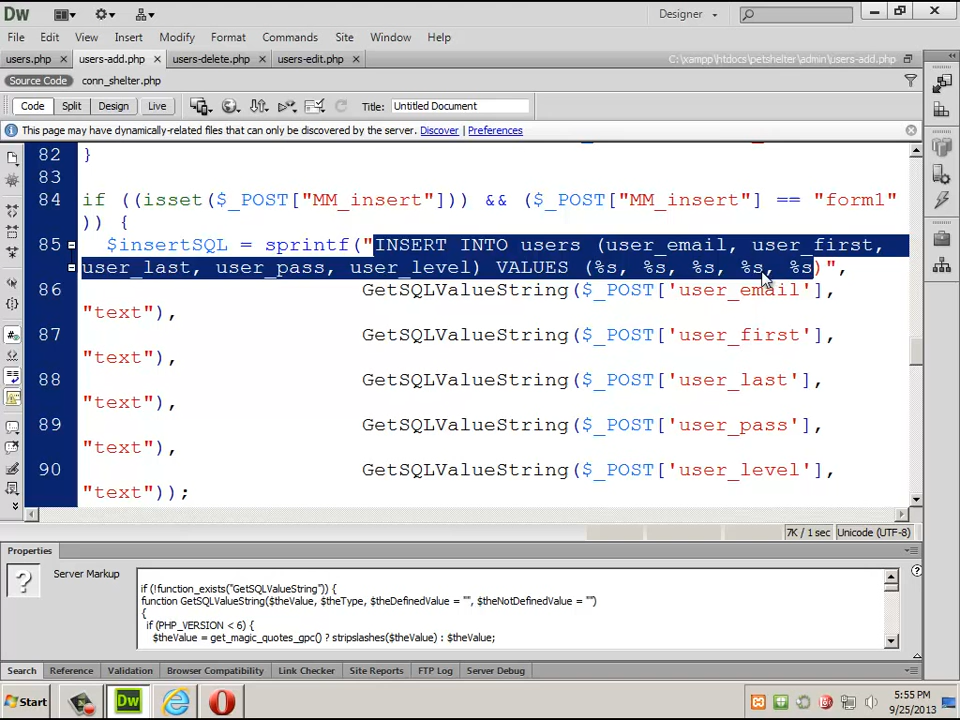 Dw
Designer
File Edit View Insert Modify Format Commands Site Window Help
users.php × users-add.php × users-delete.php × users-edit.php × C:\xampp\htdocs\petshelter\admin\users-add.php
Source Code conn_shelter.php
Code Split Design Live Title: Untitled Document
This page may have dynamically-related files that can only be discovered by the server. Discover | Preferences
82 }
83
84 if ((isset($_POST["MM_insert"])) && ($_POST["MM_insert"] == "form1"
)) {
85 $insertSQL = sprintf("INSERT INTO users (user_email, user_first,
user_last, user_pass, user_level) VALUES (%s, %s, %s, %s, %s)",
86 GetSQLValueString($_POST['user_email'],
"text"),
87 GetSQLValueString($_POST['user_first'],
"text"),
88 GetSQLValueString($_POST['user_last'],
"text"),
89 GetSQLValueString($_POST['user_pass'],
"text"),
90 GetSQLValueString($_POST['user_level'],
"text"));
7K / 1 sec Unicode (UTF-8)
Properties
Server Markup
if (!function_exists("GetSQLValueString")) {
function GetSQLValueString($theValue, $theType, $theDefinedValue = "", $theNotDefinedValue = "")
{
if (PHP_VERSION < 6) {
$theValue = get_magic_quotes_gpc() ? stripslashes($theValue) : $theValue;
Search Reference Validation Browser Compatibility Link Checker Site Reports FTP Log Server Debug
Start Dw 5:55 PM
9/25/2013